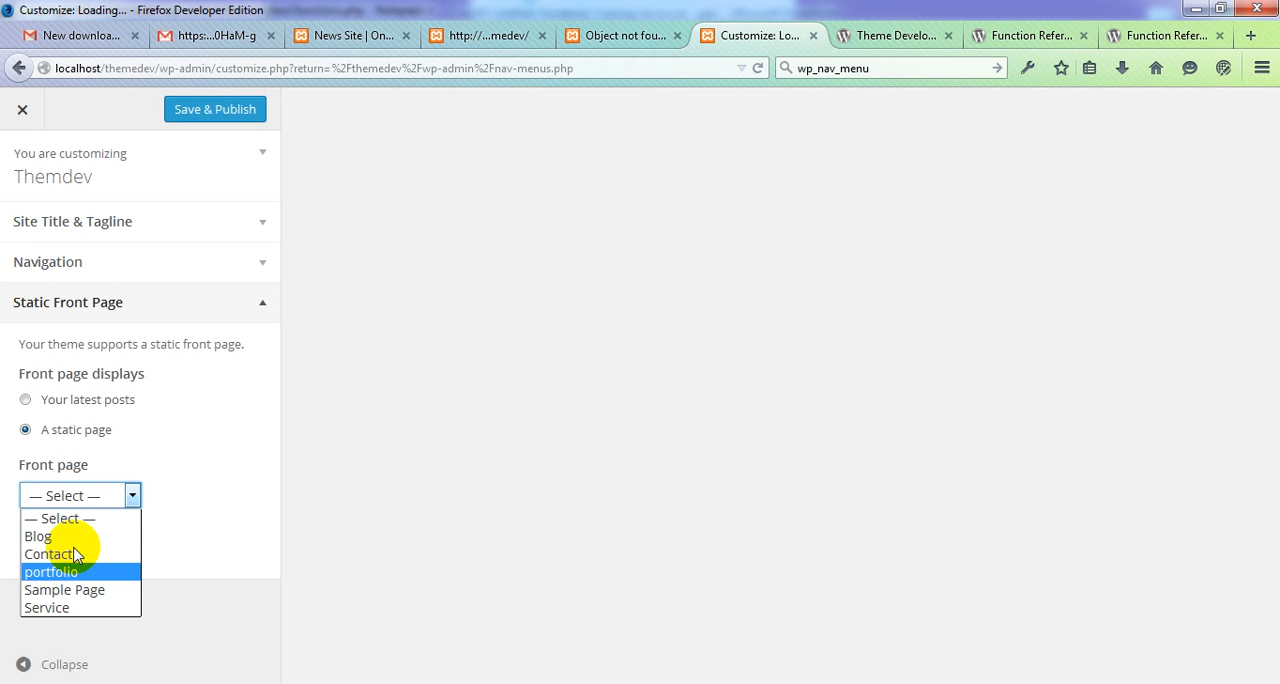 Customize: Loading... - Firefox Developer Edition
New downloa... × https:...0HaM-g × News Site | On... × http://...medev/ × Object not fou... × Customize: Lo... × Theme Develo... × Function Refer... × Function Refer... × +
localhost/themedev/wp-admin/customize.php?return=%2Fthemedev%2Fwp-admin%2Fnav-menus.php wp_nav_menu
× Save & Publish
You are customizing
Themdev
Site Title & Tagline
Navigation
Static Front Page
Your theme supports a static front page.
Front page displays
Your latest posts
A static page
Front page
— Select —
— Select —
Blog
Contact
portfolio
Sample Page
Service
Collapse